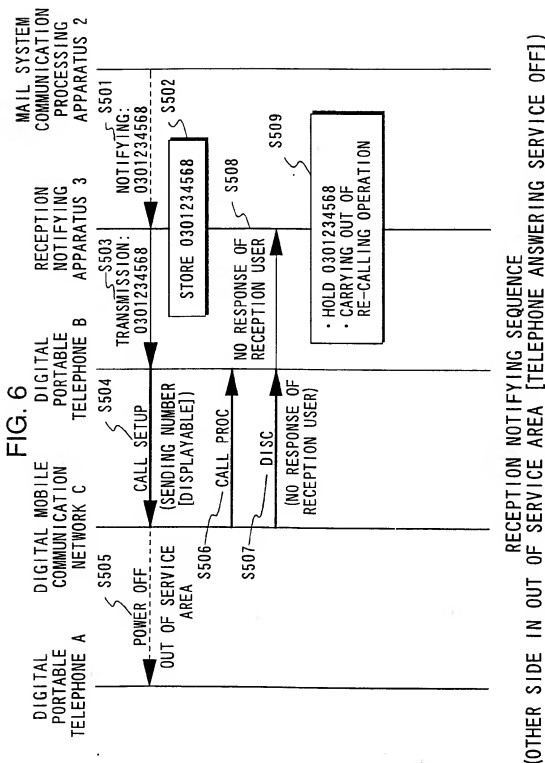 FIG. 6
DIGITAL
PORTABLE
TELEPHONE A
DIGITAL MOBILE
COMMUNICATION
NETWORK C
DIGITAL
PORTABLE
TELEPHONE B
RECEPTION
NOTIFYING
APPARATUS 3
MAIL SYSTEM
COMMUNICATION
PROCESSING
APPARATUS 2
S501
NOTIFYING:
0301234568
S502
STORE 0301234568
S503
TRANSMISSION:
0301234568
S504
CALL SETUP
(SENDING NUMBER
[DISPLAYABLE])
S505
POWER OFF
OUT OF SERVICE
AREA
S506
CALL PROC
S507
DISC
(NO RESPONSE OF
RECEPTION USER)
S508
NO RESPONSE OF
RECEPTION USER
S509
・HOLD 0301234568
・CARRYING OUT OF
RE-CALLING OPERATION
RECEPTION NOTIFYING SEQUENCE
(OTHER SIDE IN OUT OF SERVICE AREA [TELEPHONE ANSWERING SERVICE OFF])